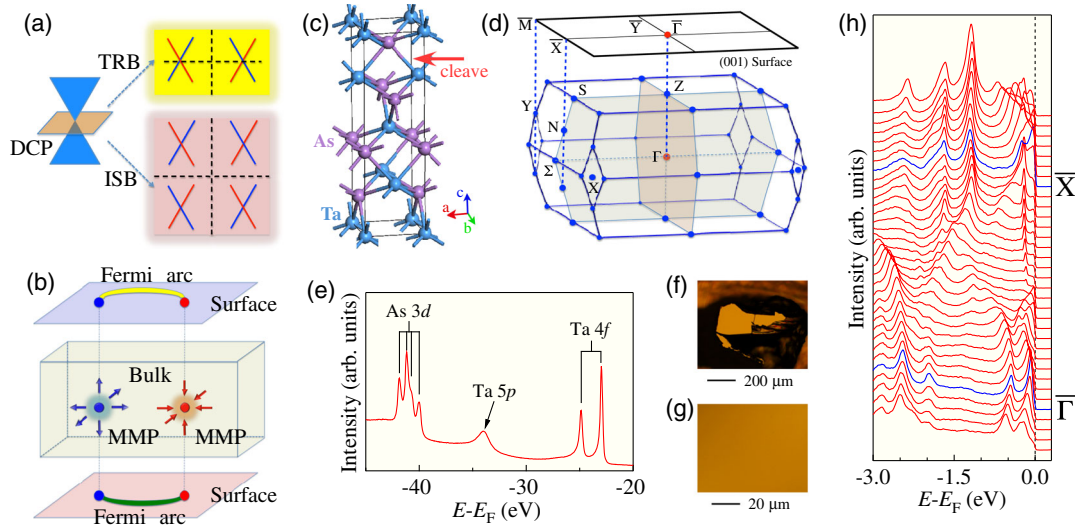 (a)
TRB
DCP
ISB
(b)
Fermi arc
Surface
Bulk
MMP
MMP
Surface
Fermi arc
(c)
cleave
As
Ta
c
a
b
(d)
M̅
Y̅
Γ̅
X̅
(001) Surface
Z
S
Y
N
Γ
Σ
X
(e)
Intensity (arb. units)
As 3d
Ta 5p
Ta 4f
-40
-30
-20
E-E_F (eV)
(f)
200 μm
(g)
20 μm
(h)
Intensity (arb. units)
X̅
Γ̅
-3.0
-1.5
0.0
E-E_F (eV)